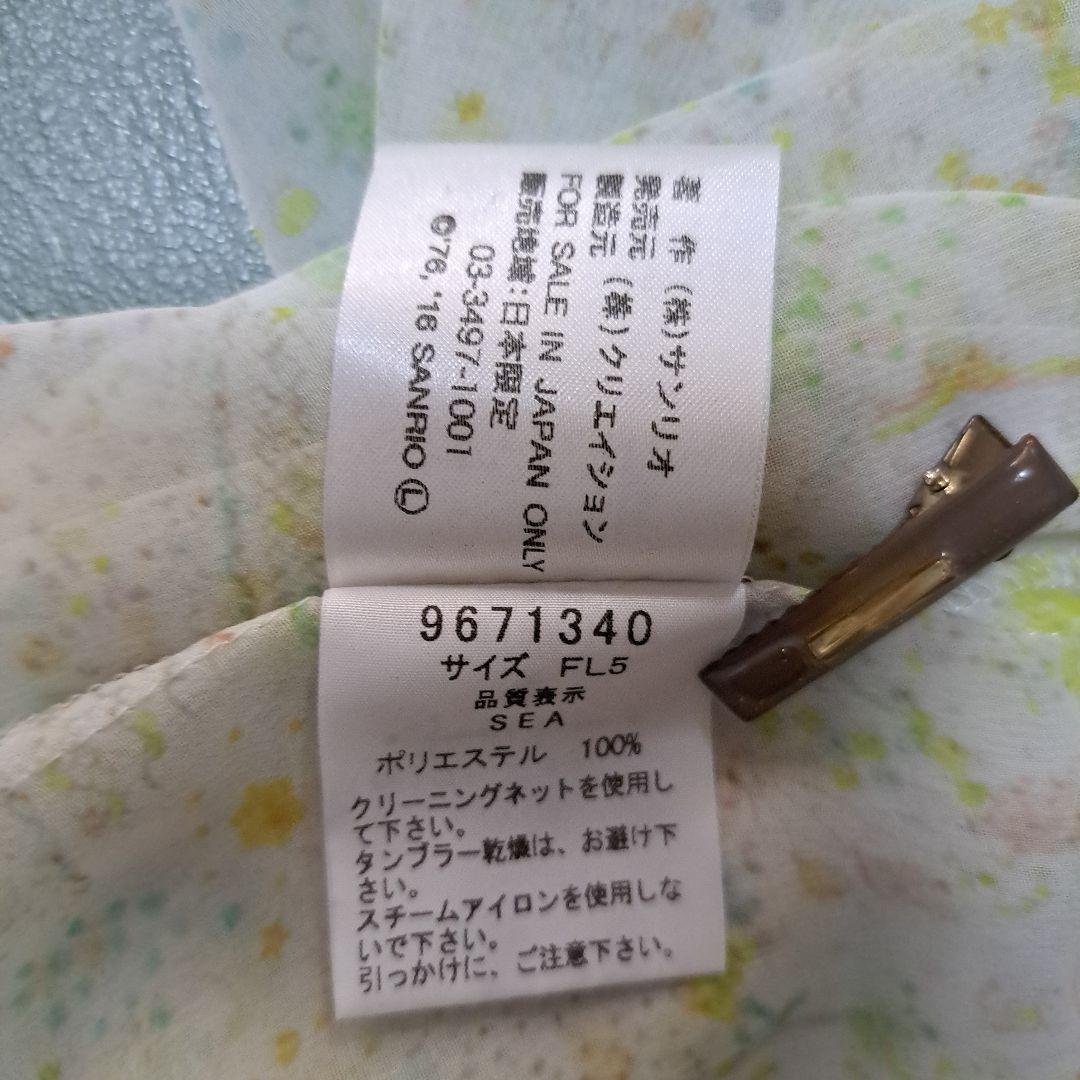 著　作 (株)サンリオ
発売元
製造元 (株)クリエイション
FOR SALE IN JAPAN ONLY
販売地域:日本限定
03-3497-1001
©'76, '16 SANRIO Ⓛ
9671340
サイズ FL5
品質表示
SEA
ポリエステル 100%
クリーニングネットを使用し
て下さい。
タンブラー乾燥は、お避け下
さい。
スチームアイロンを使用しな
いで下さい。
引っかけに、ご注意下さい。